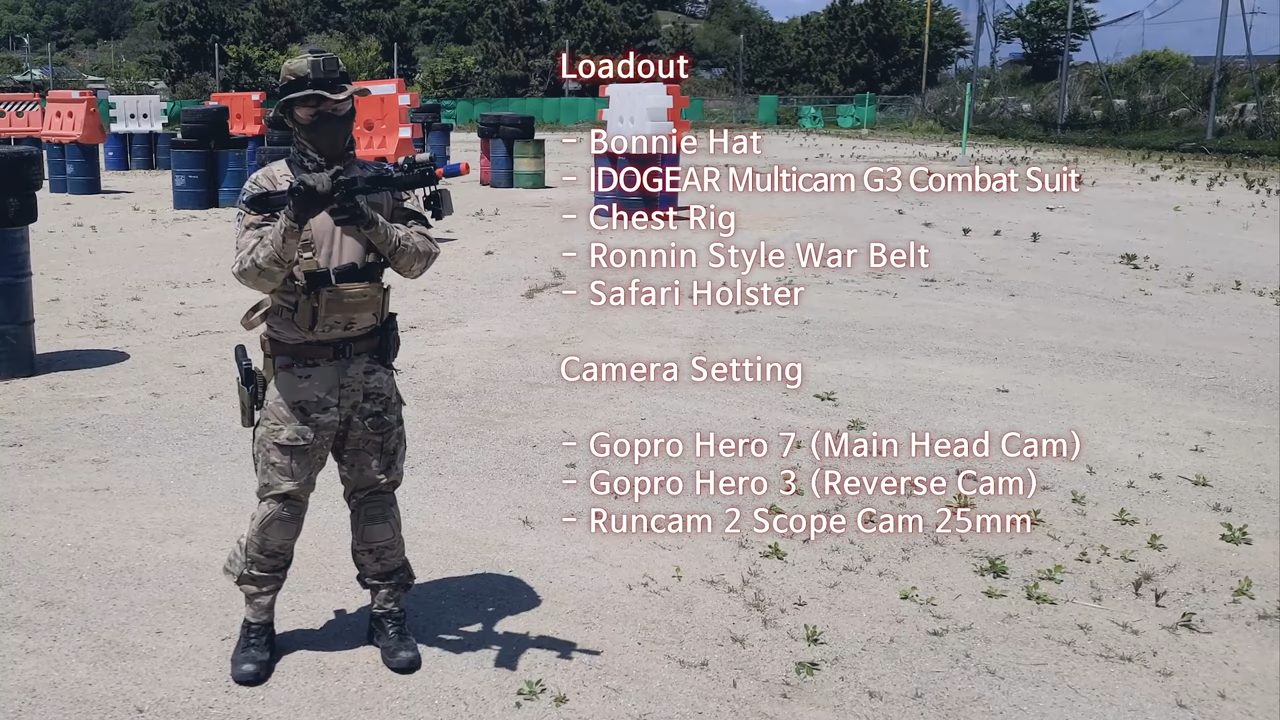 Loadout
- Bonnie Hat
- IDOGEAR Multicam G3 Combat Suit
- Chest Rig
- Ronnin Style War Belt
- Safari Holster
Camera Setting
- Gopro Hero 7 (Main Head Cam)
- Gopro Hero 3 (Reverse Cam)
- Runcam 2 Scope Cam 25mm